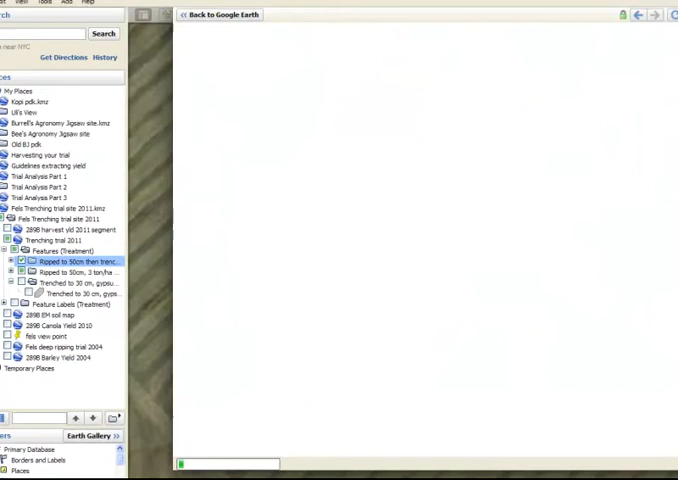 View Tools Add Help
Search
near NYC
Get Directions History
My Places
Kopi pdk.kmz
Uli's View
Burrell's Agronomy Jigsaw site.kmz
Bee's Agronomy Jigsaw site
Old BJ pdk
Harvesting your trial
Guidelines extracting yield
Trial Analysis Part 1
Trial Analysis Part 2
Trial Analysis Part 3
Fels Trenching trial site 2011.kmz
Fels Trenching trial site 2011
289B harvest yld 2011 segment
Trenching trial 2011
Features (Treatment)
Ripped to 50cm then trenc...
Ripped to 50cm, 3 ton/ha ...
Trenched to 30 cm, gypsu...
Trenched to 30 cm, gyps...
Feature Labels (Treatment)
289B EM soil map
289B Canola Yield 2010
fels view point
Fels deep ripping trial 2004
289B Barley Yield 2004
Temporary Places
Earth Gallery >>
Primary Database
Borders and Labels
Places
<< Back to Google Earth